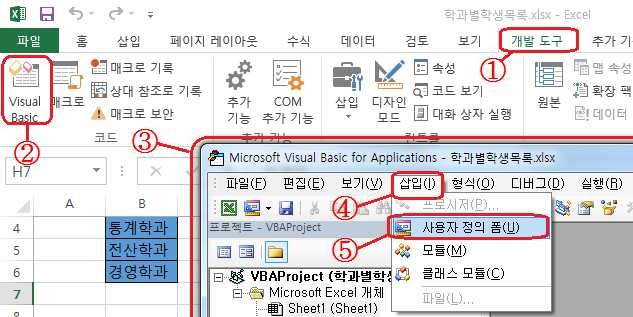 학과별학생목록.xlsx - Excel
파일 홈 삽입 페이지 레이아웃 수식 데이터 검토 보기 개발 도구 추가 기
①
Visual Basic
매크로
매크로 기록
상대 참조로 기록
매크로 보안
코드
추가 기능
COM 추가 기능
추가 기능
삽입
디자인 모드
속성
코드 보기
대화 상자 실행
컨트롤
원본
맵 속성
확장 팩
데이터
②
③
H7
A B
4 통계학과
5 전산학과
6 경영학과
7
8
Microsoft Visual Basic for Applications - 학과별학생목록.xlsx
파일(F) 편집(E) 보기(V) 삽입(I) 형식(O) 디버그(D) 실행(R)
④
프로시저(P)...
⑤
사용자 정의 폼(U)
모듈(M)
클래스 모듈(C)
파일(L)...
프로젝트 - VBAProject
VBAProject (학과별학생
Microsoft Excel 개체
Sheet1 (Sheet1)